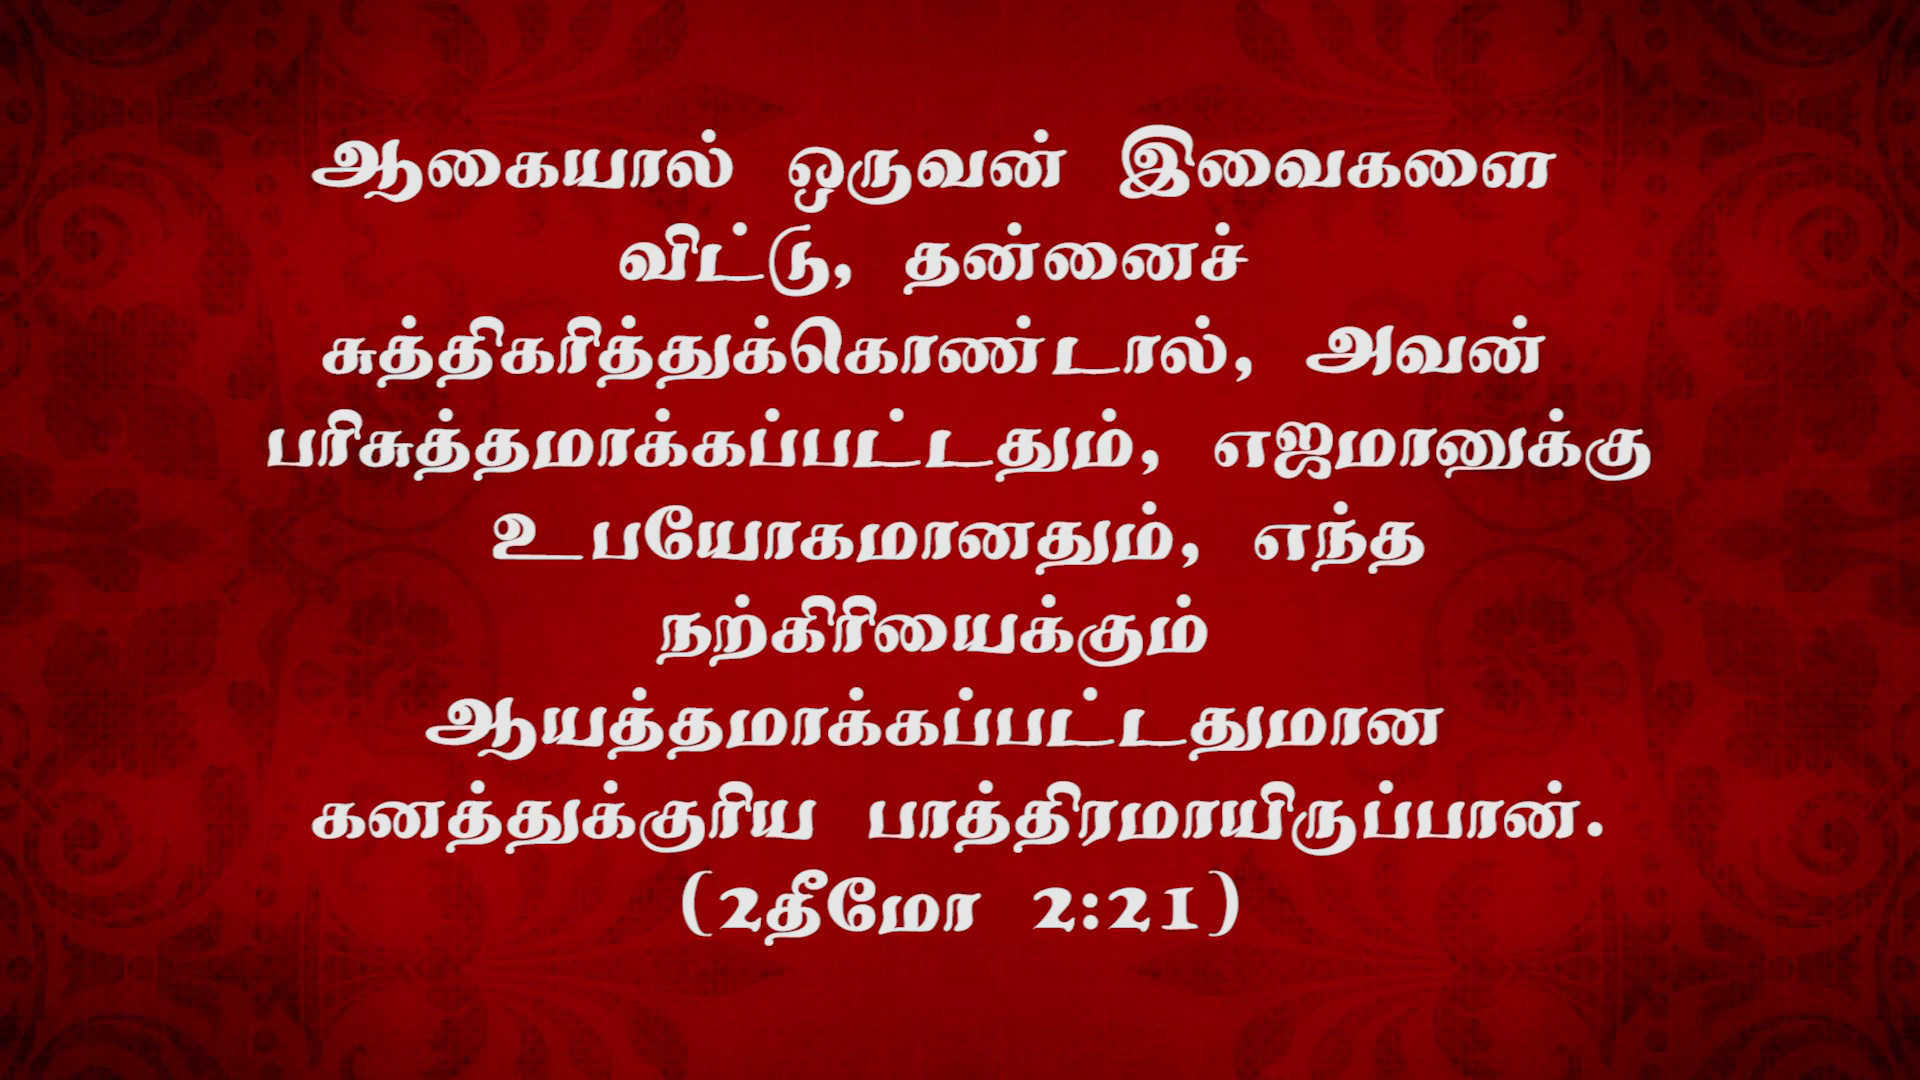 ஆகையால் ஒருவன் இவைகளை
விட்டு, தன்னைச்
சுத்திகரித்துக்கொண்டால், அவன்
பரிசுத்தமாக்கப்பட்டதும், எஜமானுக்கு
உபயோகமானதும், எந்த
நற்கிரியைக்கும்
ஆயத்தமாக்கப்பட்டதுமான
கனத்துக்குரிய பாத்திரமாயிருப்பான்.
(2தீமோ 2:21)